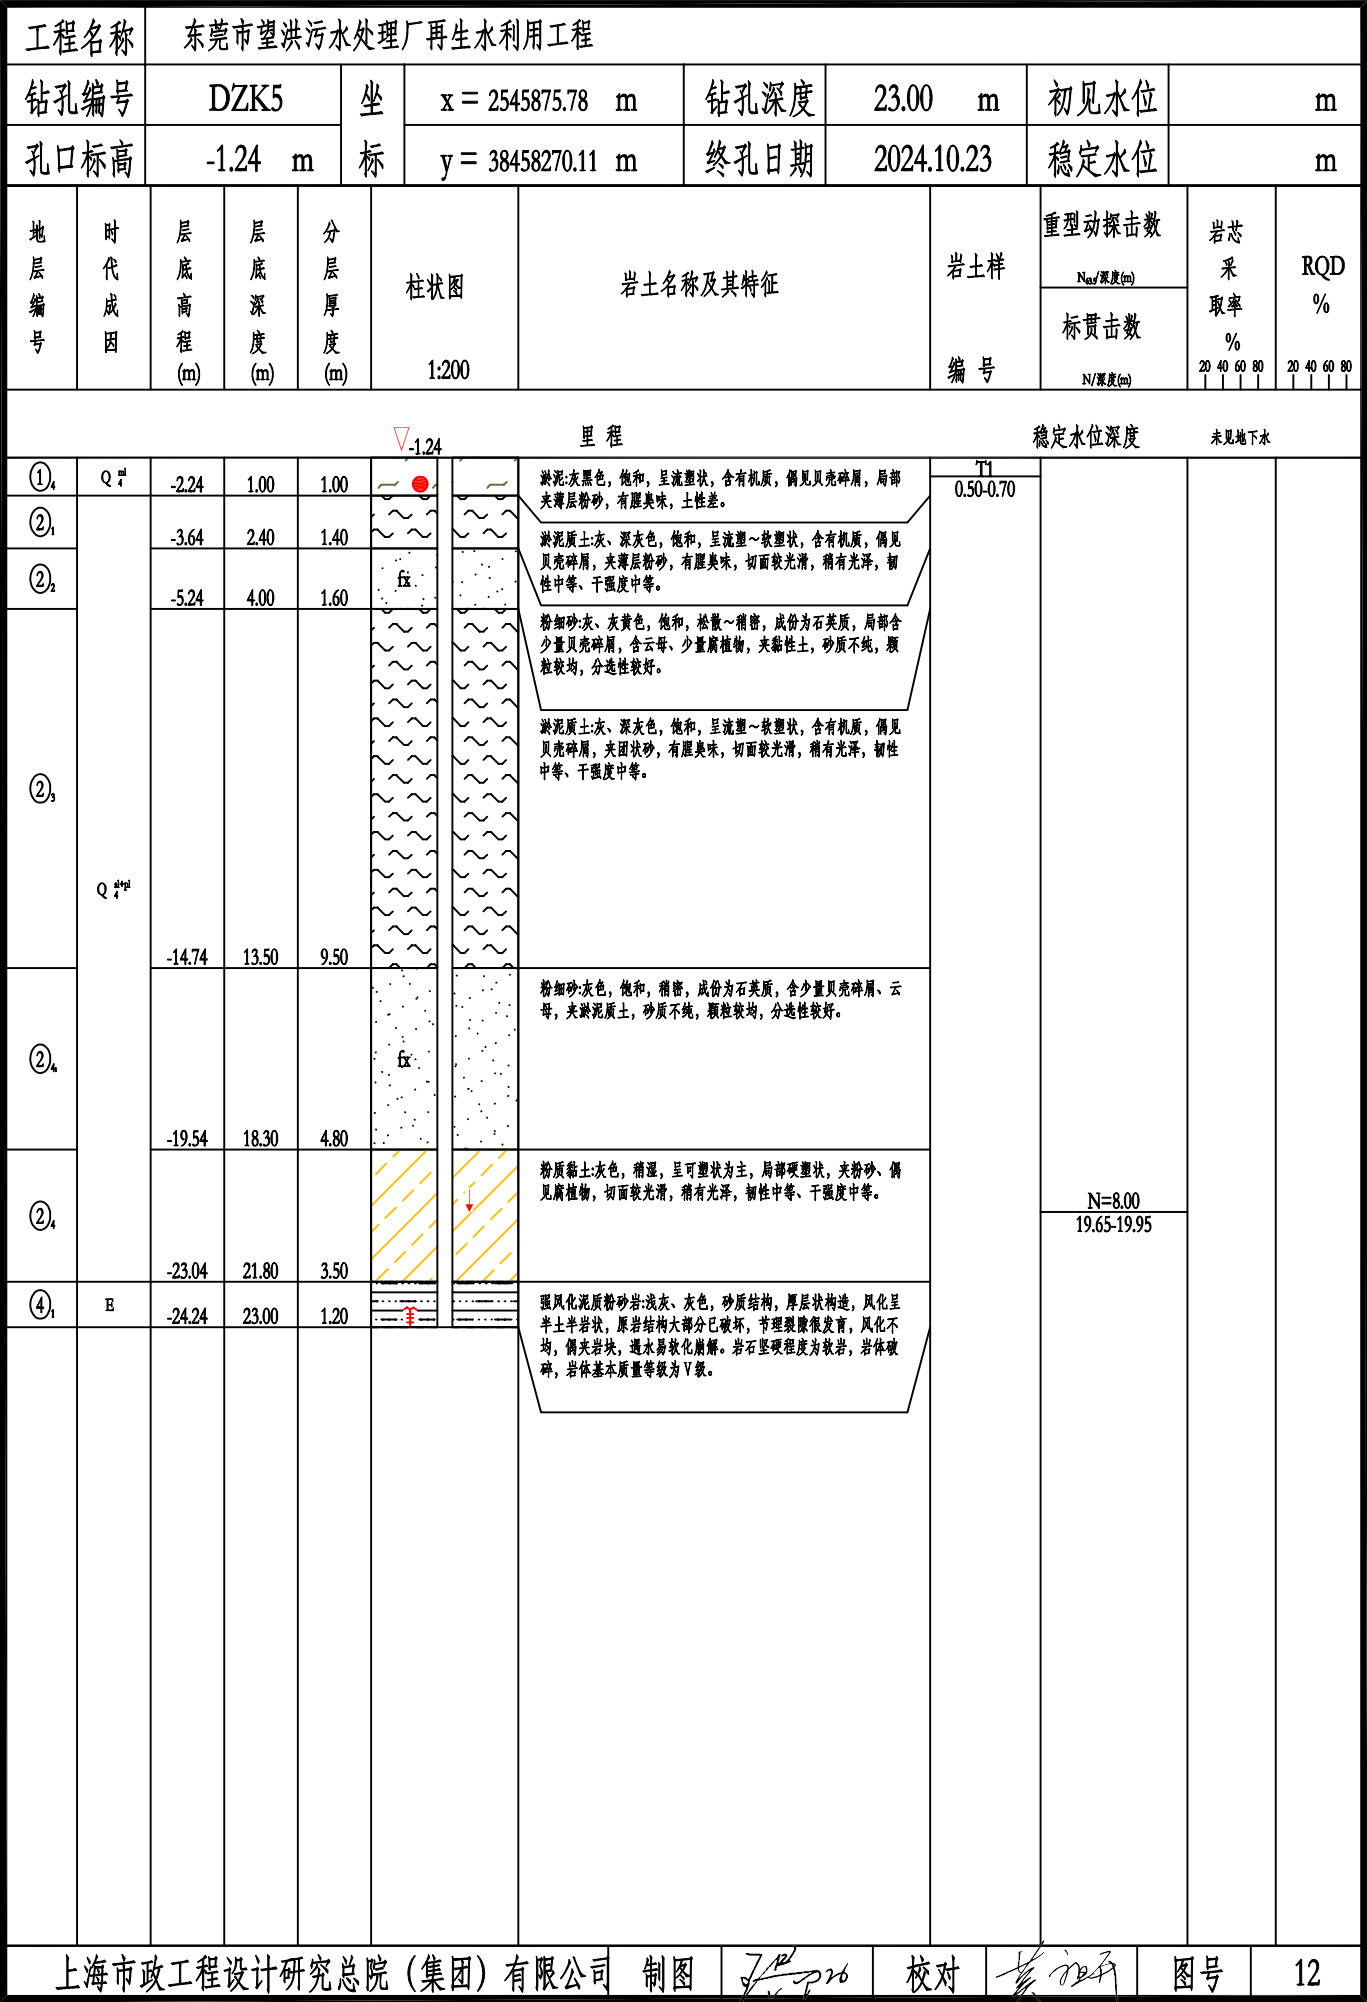 工程名称 东莞市望洪污水处理厂再生水利用工程
钻孔编号 DZK5 坐 x = 2545875.78 m 钻孔深度 23.00 m 初见水位 m
孔口标高 -1.24 m 标 y = 38458270.11 m 终孔日期 2024.10.23 稳定水位 m
地层编号 时代成因 层底高程(m) 层底深度(m) 分层厚度(m) 柱状图 1:200 岩土名称及其特征 岩土样 编 号
重型动探击数
N63.5/深度(m)
标贯击数
N/深度(m)
岩芯采取率 %
20 40 60 80
RQD
%
20 40 60 80
-1.24 里 程 稳定水位深度 未见地下水
①4 Q 4 ml -2.24 1.00 1.00
淤泥:灰黑色，饱和，呈流塑状，含有机质，偶见贝壳碎屑，局部
夹薄层粉砂，有腥臭味，土性差。
T1
0.50-0.70
②1 -3.64 2.40 1.40
淤泥质土:灰、深灰色，饱和，呈流塑～软塑状，含有机质，偶见
贝壳碎屑，夹薄层粉砂，有腥臭味，切面较光滑，稍有光泽，韧
性中等、干强度中等。
②2 -5.24 4.00 1.60 fx
粉细砂:灰、灰黄色，饱和，松散～稍密，成份为石英质，局部含
少量贝壳碎屑，含云母、少量腐植物，夹黏性土，砂质不纯，颗
粒较均，分选性较好。
②3 Q 4 al+pl -14.74 13.50 9.50
淤泥质土:灰、深灰色，饱和，呈流塑～软塑状，含有机质，偶见
贝壳碎屑，夹团状砂，有腥臭味，切面较光滑，稍有光泽，韧性
中等、干强度中等。
-19.54 18.30 4.80 fx
粉细砂:灰色，饱和，稍密，成份为石英质，含少量贝壳碎屑、云
母，夹淤泥质土，砂质不纯，颗粒较均，分选性较好。
②4 -23.04 21.80 3.50
粉质黏土:灰色，稍湿，呈可塑状为主，局部硬塑状，夹粉砂、偶
见腐植物，切面较光滑，稍有光泽，韧性中等、干强度中等。
N=8.00
19.65-19.95
④1 E -24.24 23.00 1.20
强风化泥质粉砂岩:浅灰、灰色，砂质结构，厚层状构造，风化呈
半土半岩状，原岩结构大部分已破坏，节理裂隙很发育，风化不
均，偶夹岩块，遇水易软化崩解。岩石坚硬程度为软岩，岩体破
碎，岩体基本质量等级为V级。
上海市政工程设计研究总院（集团）有限公司 制图 校对 图号 12